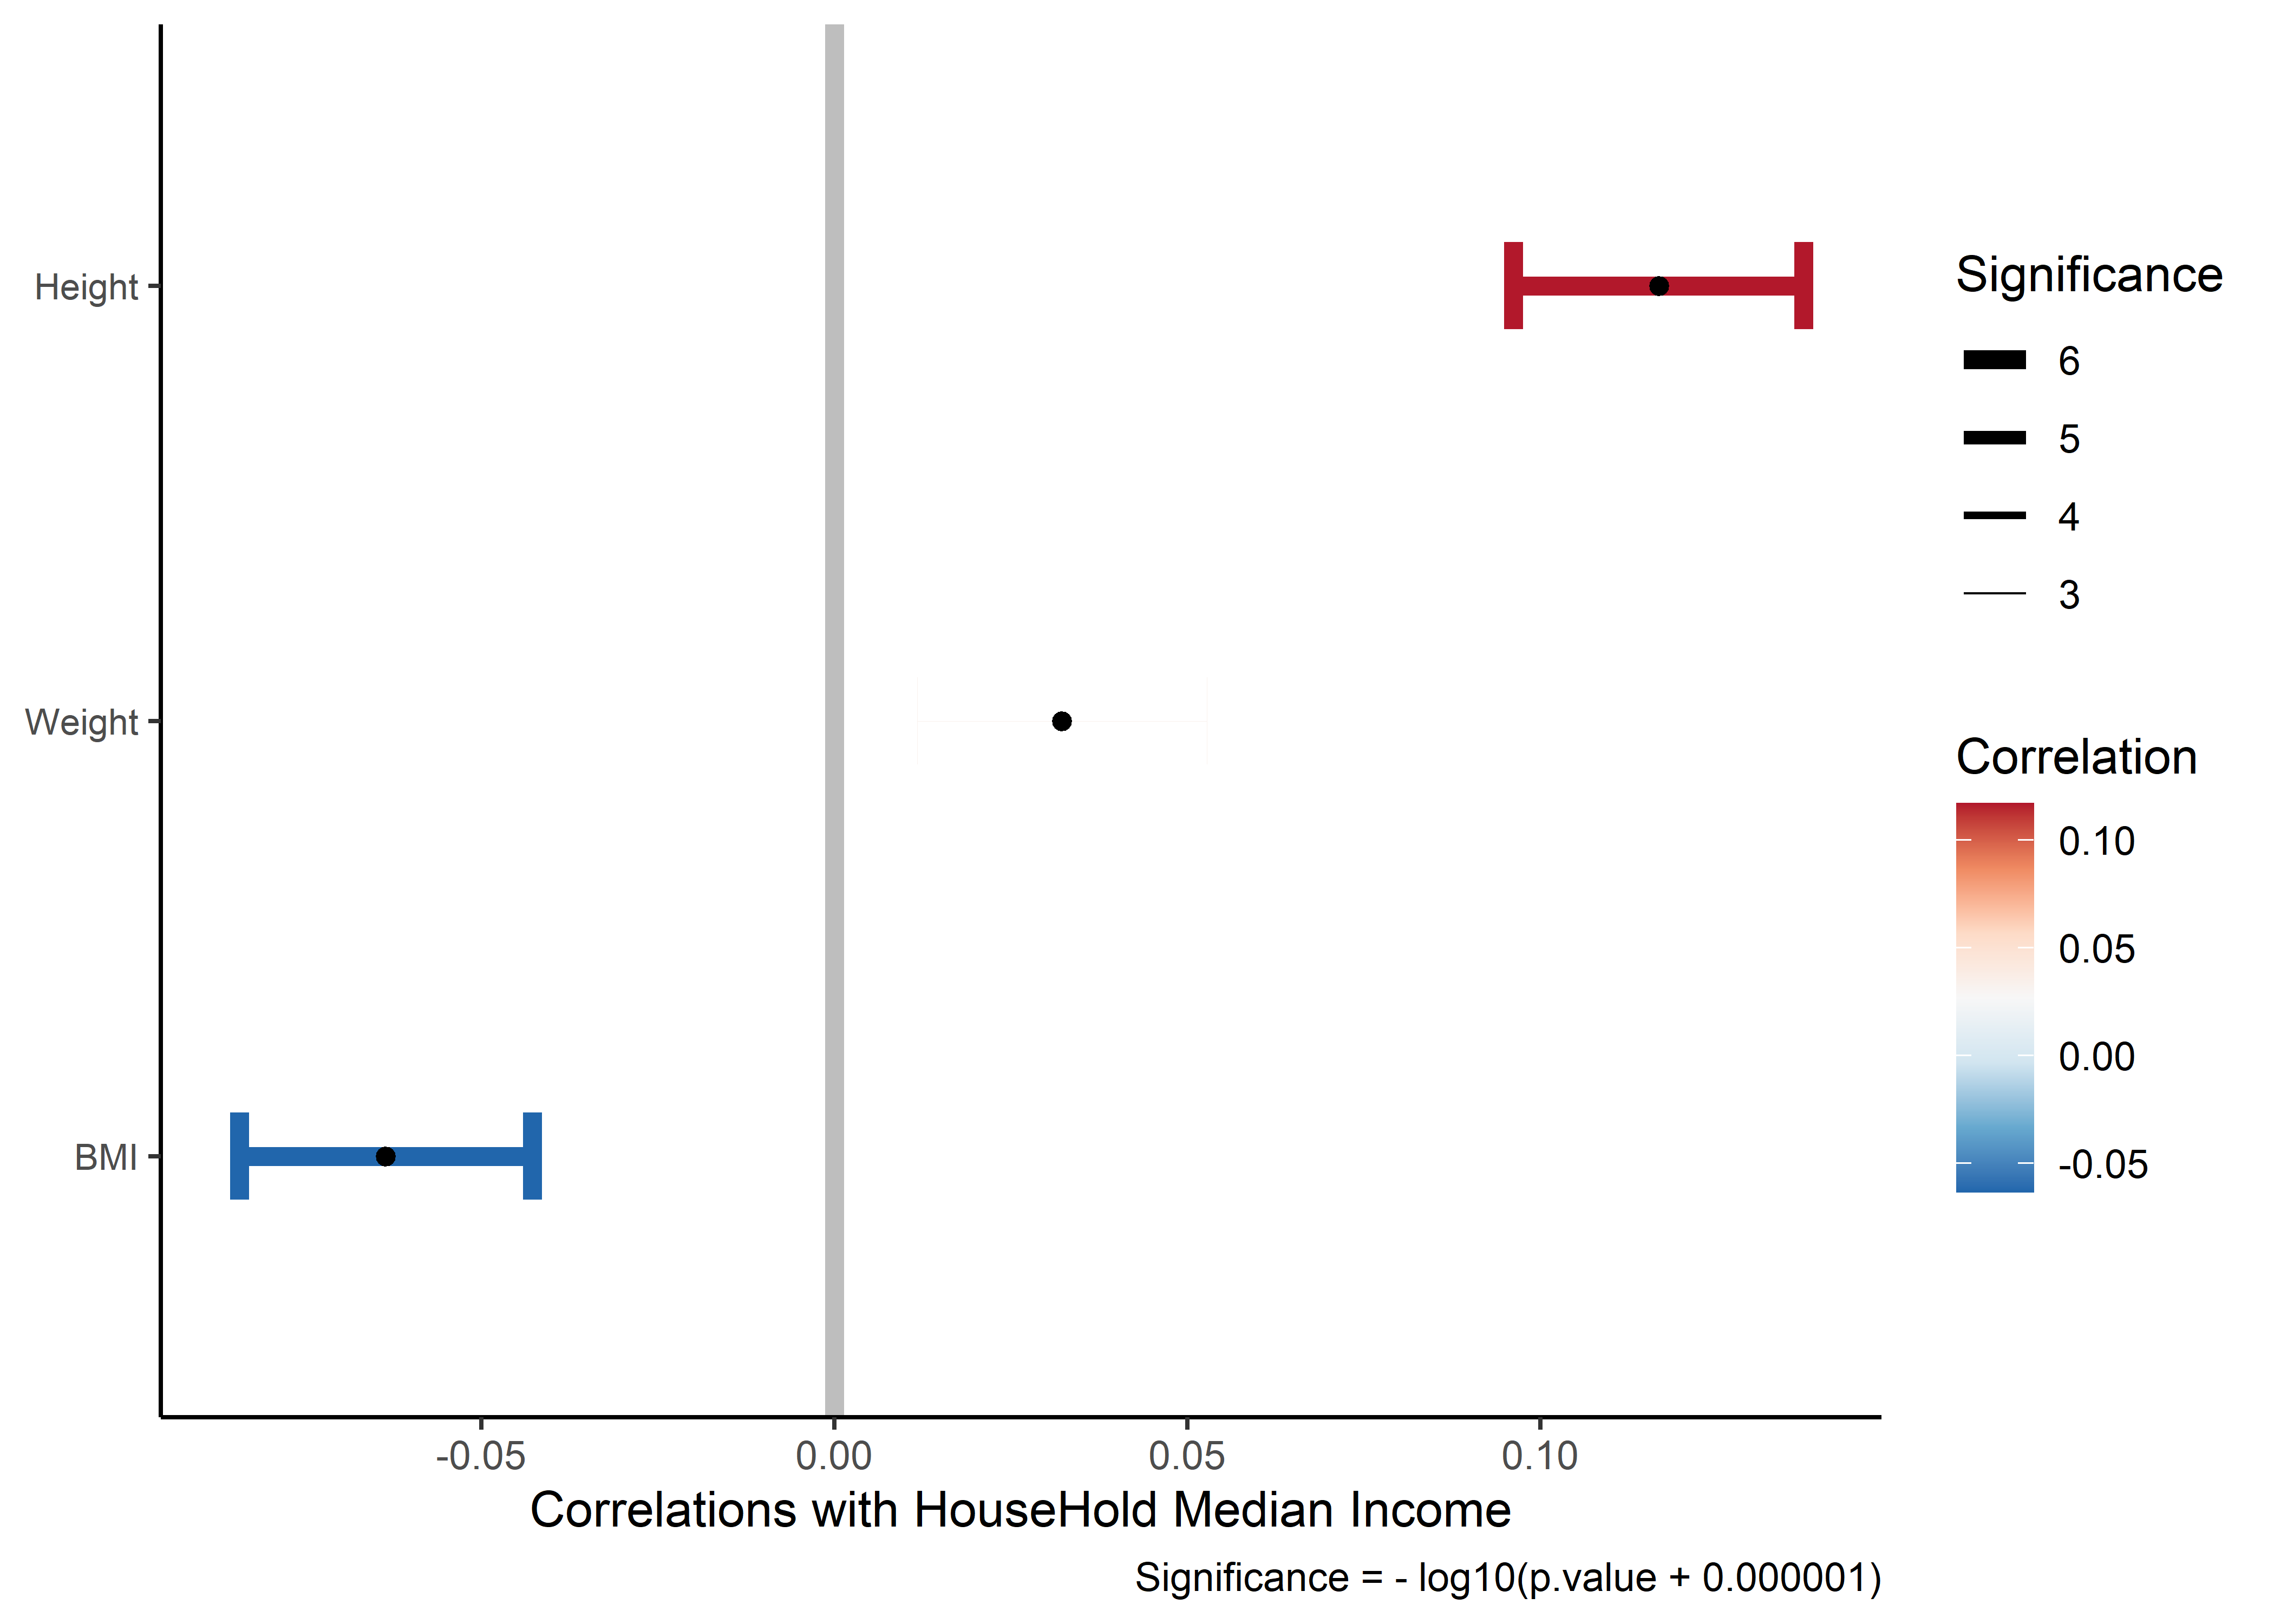 Height
Weight
BMI
-0.05
0.00
0.05
0.10
Correlations with HouseHold Median Income
Significance = - log10(p.value + 0.000001)
Significance
6
5
4
3
Correlation
0.10
0.05
0.00
-0.05